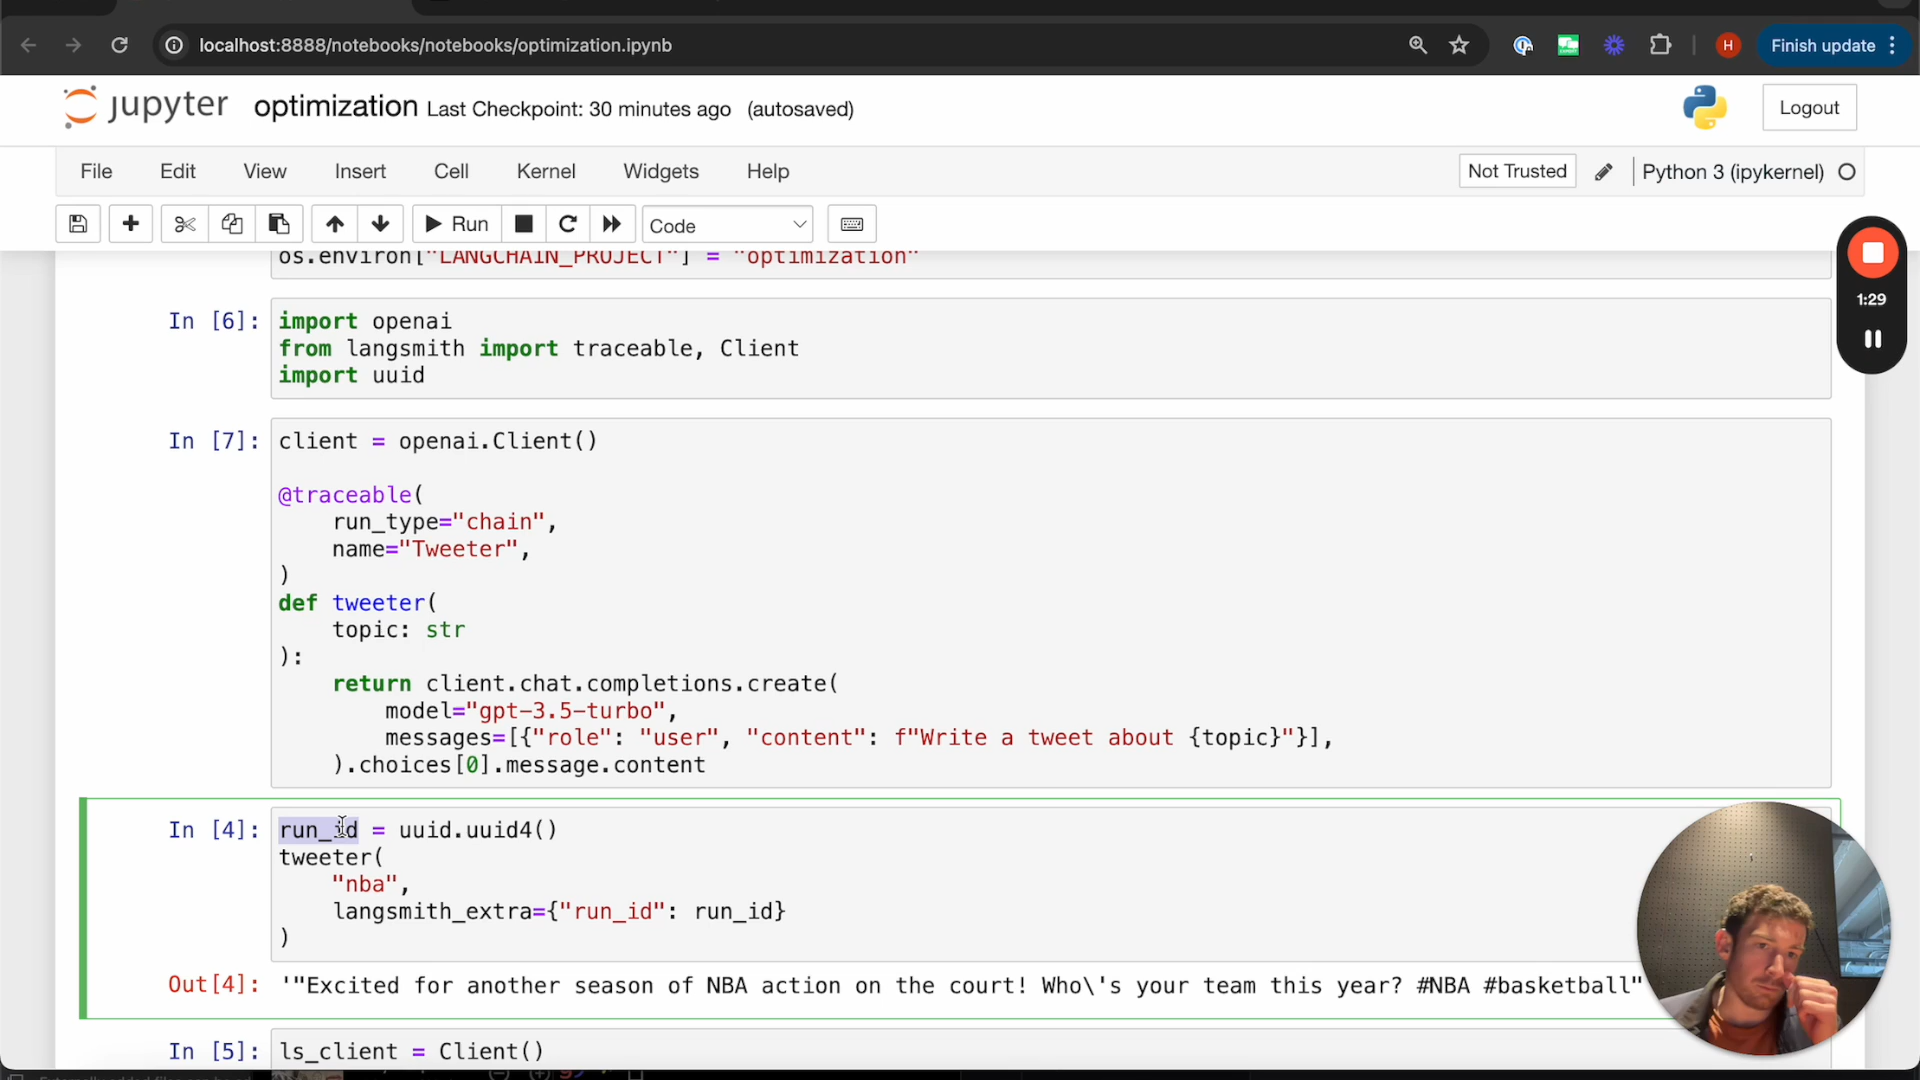 localhost:8888/notebooks/notebooks/optimization.ipynb
H
Finish update
jupyter optimization Last Checkpoint: 30 minutes ago (autosaved)
Logout
File Edit View Insert Cell Kernel Widgets Help
Not Trusted
Python 3 (ipykernel)
Run
Code
os.environ["LANGCHAIN_PROJECT"] = "optimization"
1:29
In [6]: import openai
from langsmith import traceable, Client
import uuid
In [7]: client = openai.Client()
@traceable(
run_type="chain",
name="Tweeter",
)
def tweeter(
topic: str
):
return client.chat.completions.create(
model="gpt-3.5-turbo",
messages=[{"role": "user", "content": f"Write a tweet about {topic}"}],
).choices[0].message.content
In [4]: run_id = uuid.uuid4()
tweeter(
"nba",
langsmith_extra={"run_id": run_id}
)
Out[4]: '"Excited for another season of NBA action on the court! Who\'s your team this year? #NBA #basketball"
In [5]: ls_client = Client()